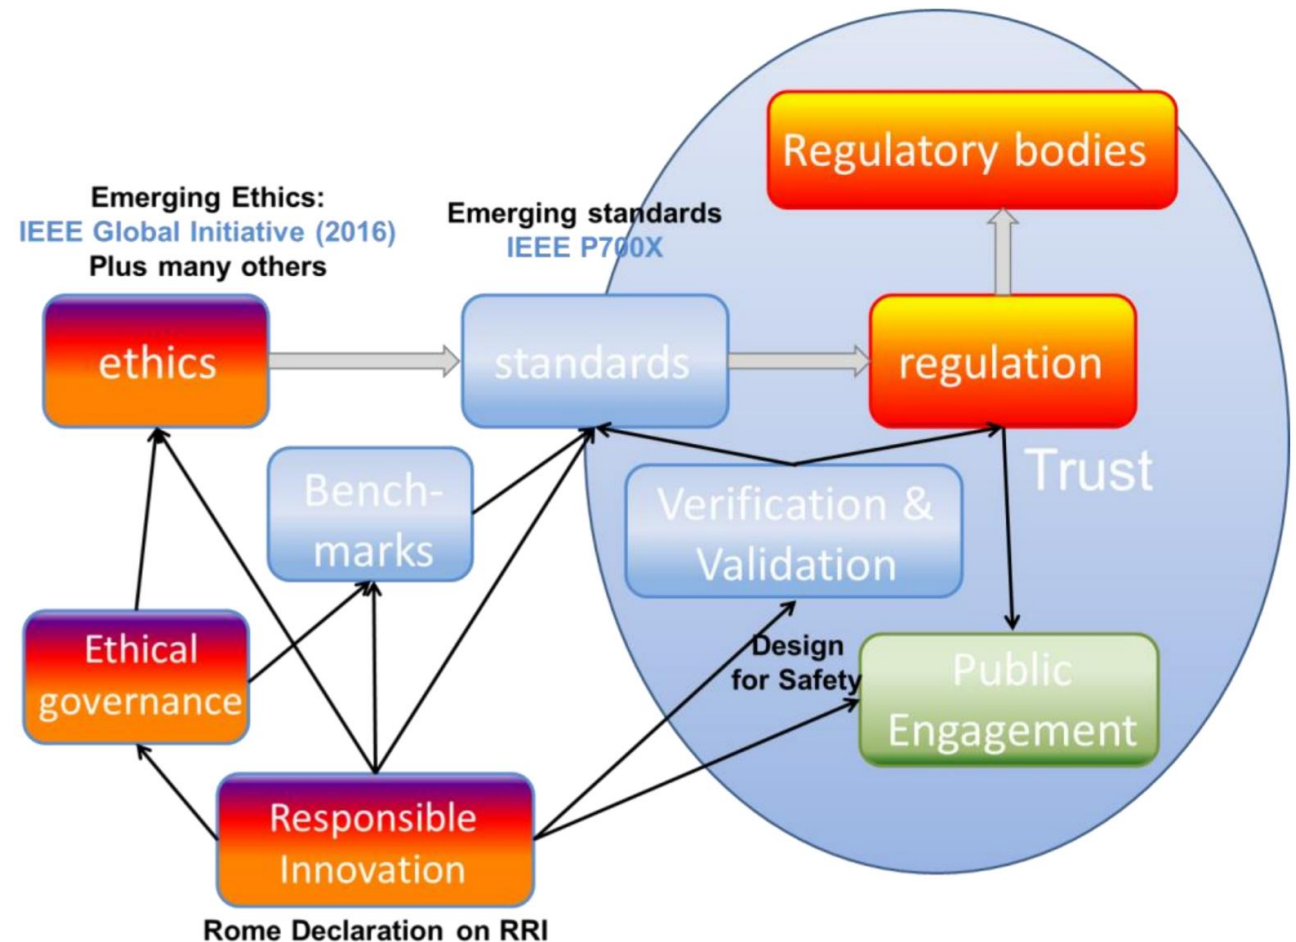 Regulatory bodies
Emerging Ethics:
IEEE Global Initiative (2016)
Plus many others
Emerging standards
IEEE P700X
ethics
standards
regulation
Trust
Bench-
marks
Verification &
Validation
Ethical
governance
Design
for Safety
Public
Engagement
Responsible
Innovation
Rome Declaration on RRI